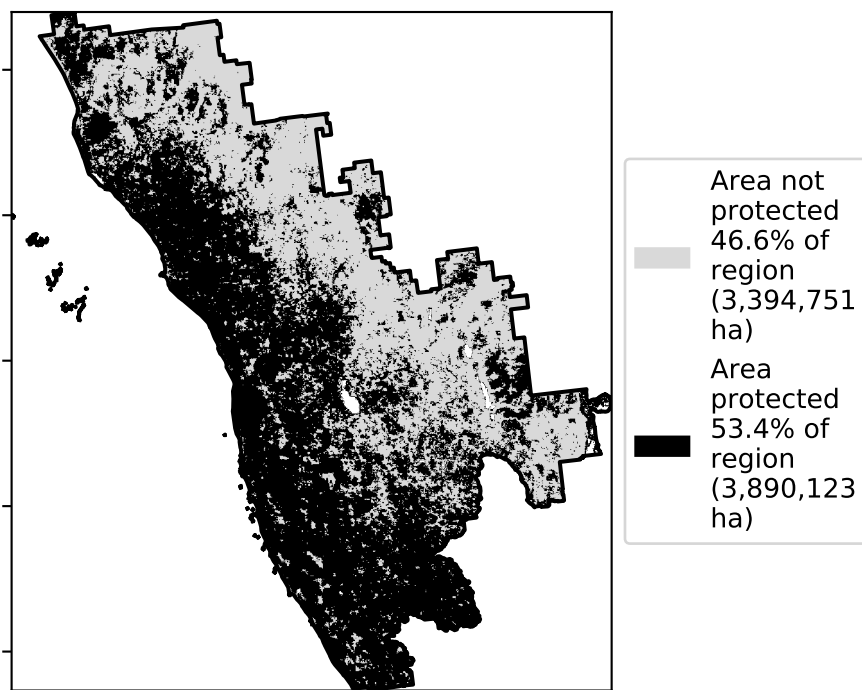 Area not
protected
46.6% of
region
(3,394,751
ha)
Area
protected
53.4% of
region
(3,890,123
ha)